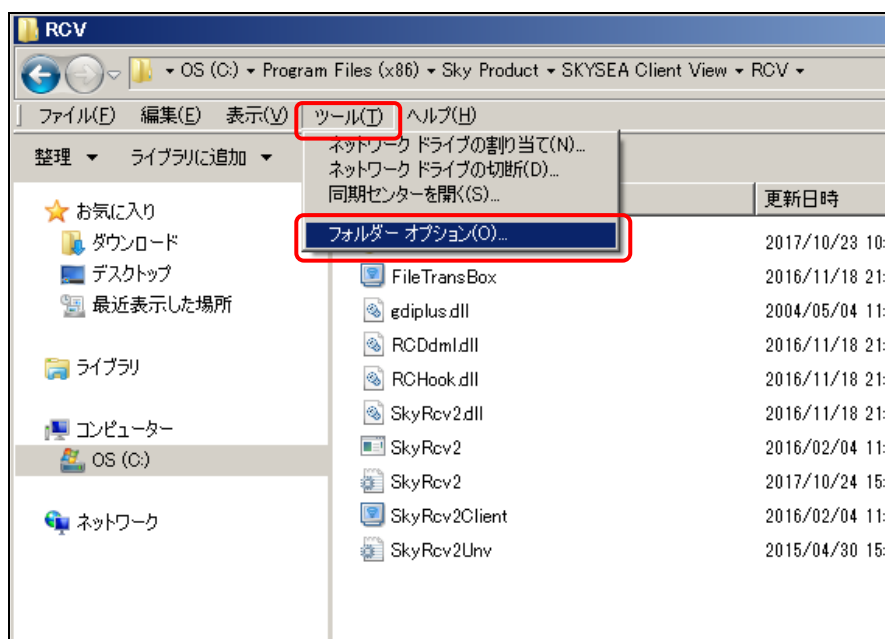 RCV
OS (C:) Program Files (x86) Sky Product SKYSEA Client View RCV
ファイル(F) 編集(E) 表示(V) ツール(T) ヘルプ(H)
整理 ライブラリに追加
ネットワーク ドライブの割り当て(N)...
ネットワーク ドライブの切断(D)...
同期センターを開く(S)...
フォルダー オプション(O)...
お気に入り
ダウンロード
デスクトップ
最近表示した場所
ライブラリ
コンピューター
OS (C:)
ネットワーク
更新日時
2017/10/23 10:
FileTransBox 2016/11/18 21:
gdiplus.dll 2004/05/04 11:
RCDdml.dll 2016/11/18 21:
RCHook.dll 2016/11/18 21:
SkyRcv2.dll 2016/11/18 21:
SkyRcv2 2016/02/04 11:
SkyRcv2 2017/10/24 15:
SkyRcv2Client 2016/02/04 11:
SkyRcv2Unv 2015/04/30 15: